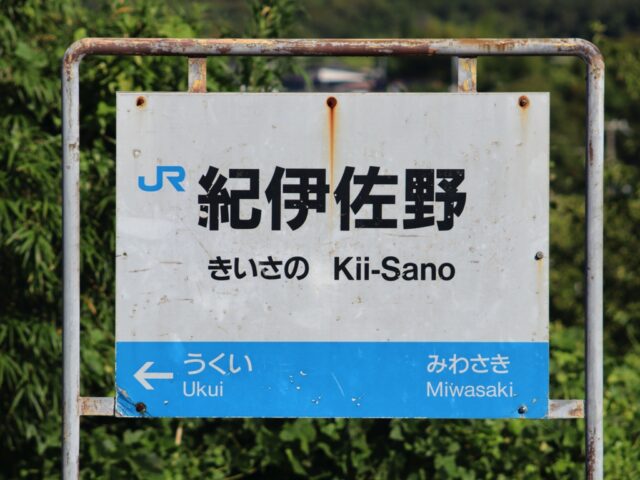 JR 紀伊佐野
きいさの Kii-Sano
← うくい みわさき
Ukui Miwasaki